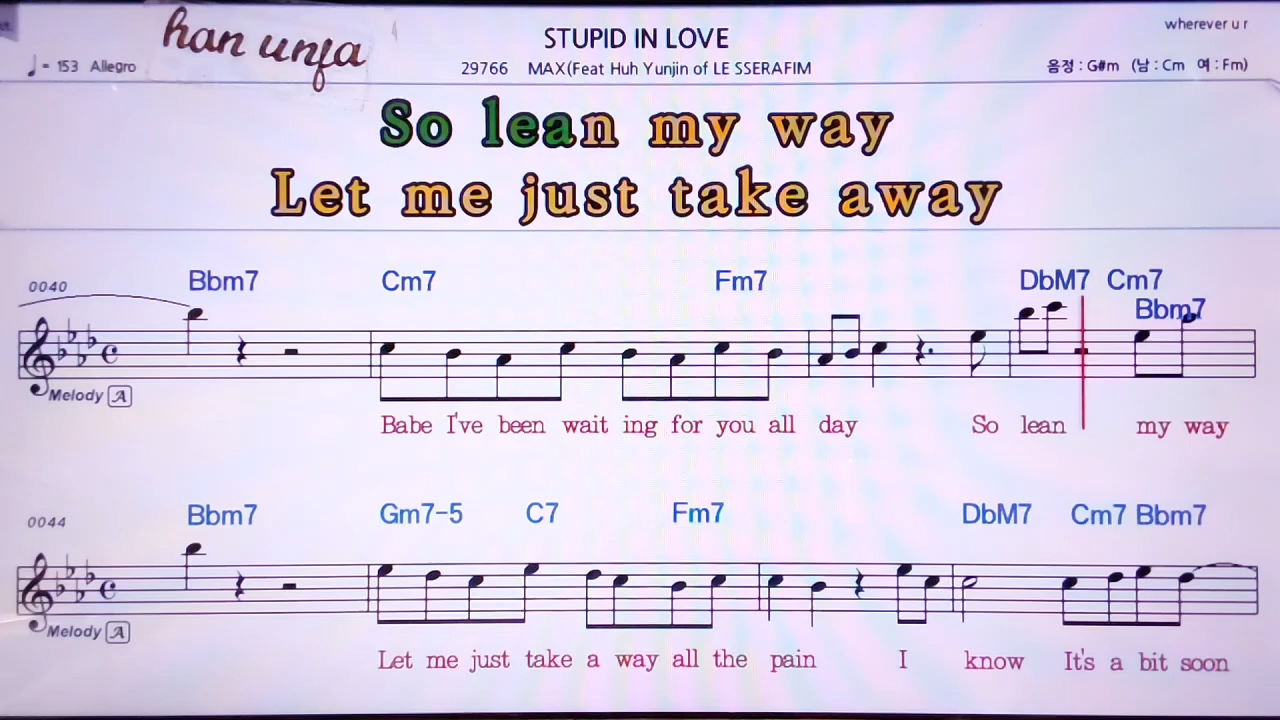 han unfa
STUPID IN LOVE
wherever u r
♩= 153 Allegro
29766 MAX(Feat Huh Yunjin of LE SSERAFIM
음정 : G#m (남 : Cm 여 : Fm)
So lean my way
Let me just take away
0040 Bbm7 Cm7 Fm7 DbM7 Cm7 Bbm7
Melody A
Babe I've been wait ing for you all day So lean my way
0044 Bbm7 Gm7-5 C7 Fm7 DbM7 Cm7 Bbm7
Melody A
Let me just take a way all the pain I know It's a bit soon